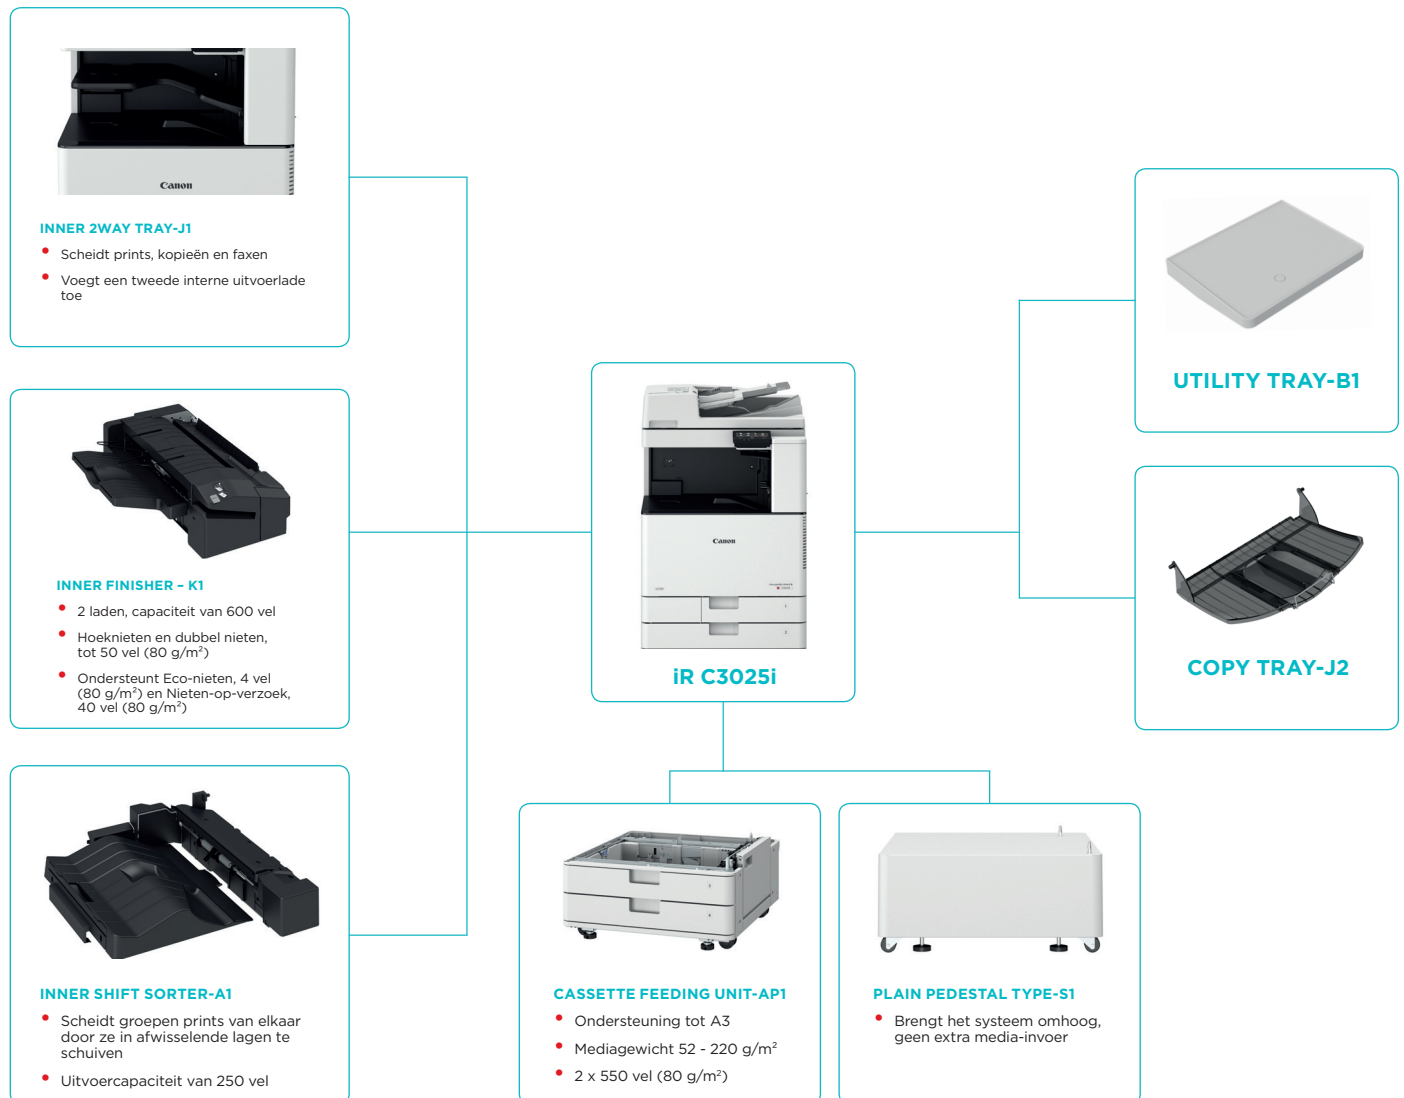 Canon
INNER 2WAY TRAY-J1
• Scheidt prints, kopieën en faxen
• Voegt een tweede interne uitvoerlade
toe
INNER FINISHER – K1
• 2 laden, capaciteit van 600 vel
• Hoeknieten en dubbel nieten,
tot 50 vel (80 g/m²)
• Ondersteunt Eco-nieten, 4 vel
(80 g/m²) en Nieten-op-verzoek,
40 vel (80 g/m²)
INNER SHIFT SORTER-A1
• Scheidt groepen prints van elkaar
door ze in afwisselende lagen te
schuiven
• Uitvoercapaciteit van 250 vel
Canon
1
2
iR C3025i
CASSETTE FEEDING UNIT-AP1
• Ondersteuning tot A3
• Mediagewicht 52 - 220 g/m²
• 2 x 550 vel (80 g/m²)
PLAIN PEDESTAL TYPE-S1
• Brengt het systeem omhoog,
geen extra media-invoer
UTILITY TRAY-B1
COPY TRAY-J2